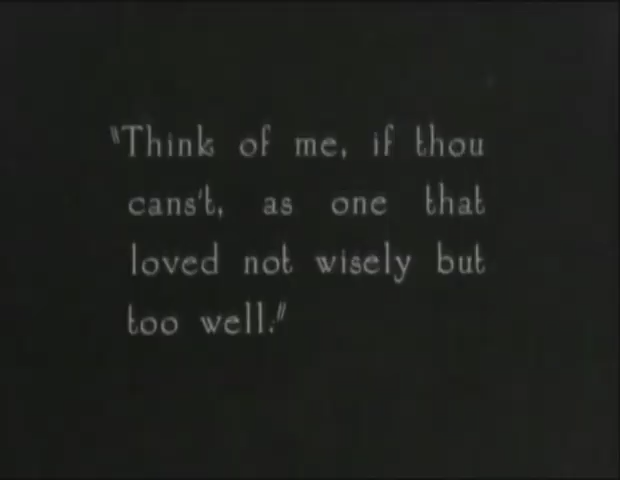 "Think of me, if thou
cans't, as one that
loved not wisely but
too well."